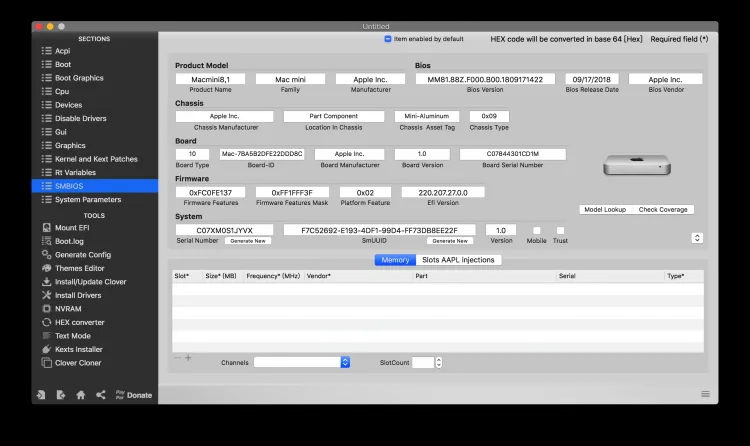 Untitled
SECTIONS
Item enabled by default
HEX code will be converted in base 64 [Hex]
Required field (*)
Acpi
Boot
Boot Graphics
Cpu
Devices
Disable Drivers
Gui
Graphics
Kernel and Kext Patches
Rt Variables
SMBIOS
System Parameters
TOOLS
Mount EFI
Boot.log
Generate Config
Themes Editor
Install/Update Clover
Install Drivers
NVRAM
HEX converter
Text Mode
Kexts Installer
Clover Cloner
Pay Pal Donate
Product Model
Bios
Macmini8,1 Mac mini Apple Inc. MM81.88Z.F000.B00.1809171422 09/17/2018 Apple Inc.
Product Name Family Manufacturer Bios Version Bios Release Date Bios Vendor
Chassis
Apple Inc. Part Component Mini-Aluminum 0x09
Chassis Manufacturer Location In Chassis Chassis Asset Tag Chassis Type
Board
10 Mac-7BA5B2DFE22DDD8C Apple Inc. 1.0 C07844301CD1M
Board Type Board-ID Board Manufacturer Board Version Board Serial Number
Firmware
0xFC0FE137 0xFF1FFF3F 0x02 220.207.27.0.0
Firmware Features Firmware Features Mask Platform Feature Efi Version
Model Lookup Check Coverage
System
C07XM0S1JYVX F7C52692-E193-4DF1-99D4-FF73DB8EE22F 1.0
Serial Number Generate New SmUUID Generate New Version Mobile Trust
Memory Slots AAPL injections
Slot* Size* (MB) Frequency* (MHz) Vendor* Part Serial Type*
Channels SlotCount